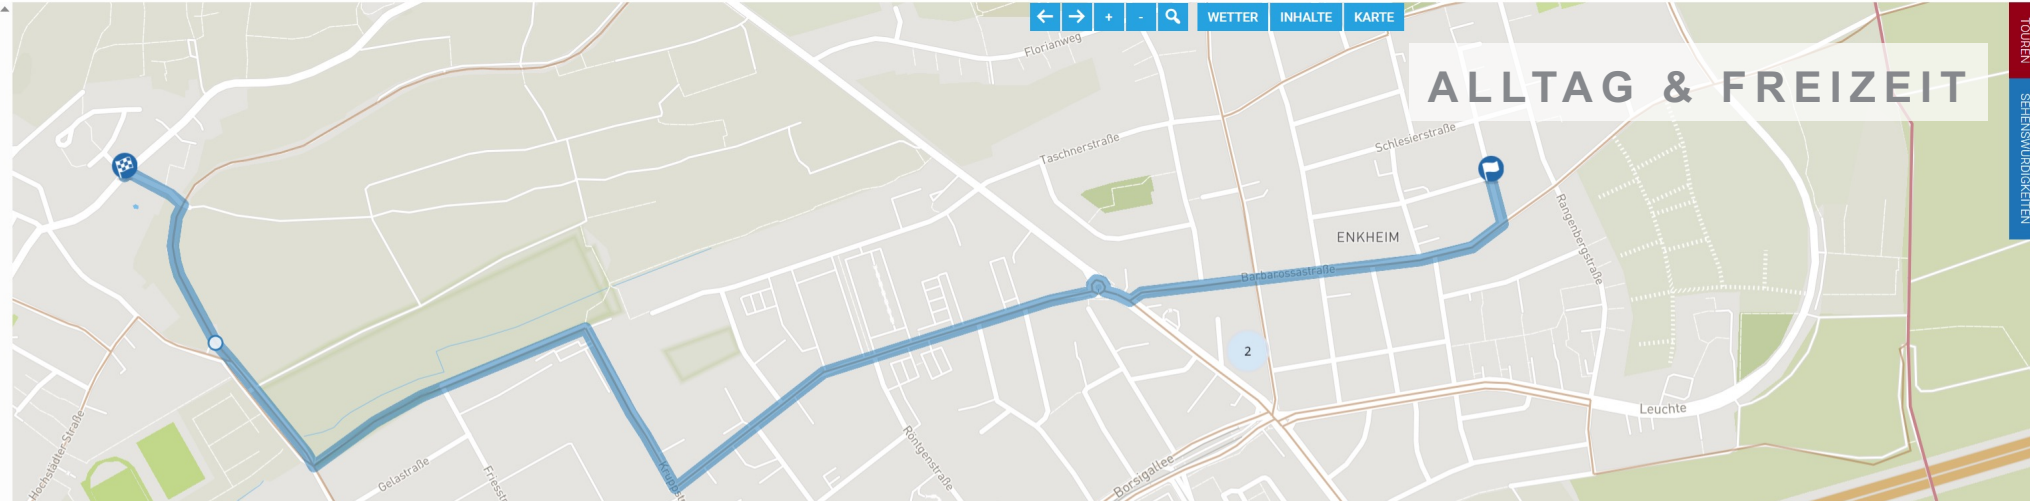 +
-
WETTER
INHALTE
KARTE
TOUREN
ALLTAG & FREIZEIT
SEHENSWÜRDIGKEITEN
Florianweg
Taschnerstraße
Schlesierstraße
Rangenbergstraße
ENKHEIM
Barbarossastraße
2
Leuchte
Hochstädter-Straße
Gelastraße
Röntgenstraße
Borsigallee